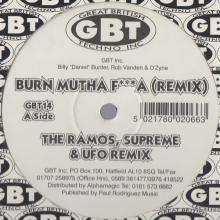 GREAT BRITISH
GBT
TECHNO INC
GBT Inc.
Billy "Daniel" Bunter, Rob Vanden & D'Zyne
BURN MUTHA F***A (REMIX)
GBT14
A Side
5 021780 020663
THE RAMOS, SUPREME
& UFO REMIX
GBT Inc. PO Box 100, Hatfield AL10 8SQ Tel/Fax
Distributed by Alphamagic Tel: 0181 573 6662
Published by Paul Rodriguez Music